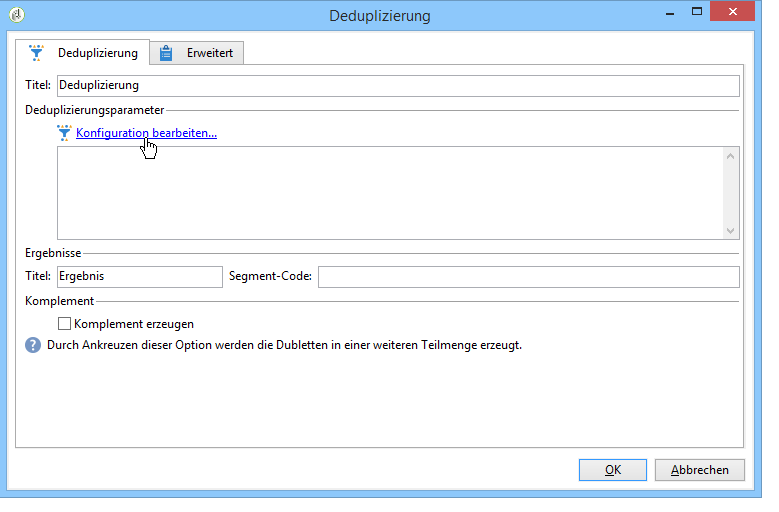 Deduplizierung
Deduplizierung Erweitert
Titel: Deduplizierung
Deduplizierungsparameter
Konfiguration bearbeiten...
Ergebnisse
Titel: Ergebnis Segment-Code:
Komplement
Komplement erzeugen
? Durch Ankreuzen dieser Option werden die Dubletten in einer weiteren Teilmenge erzeugt.
OK Abbrechen